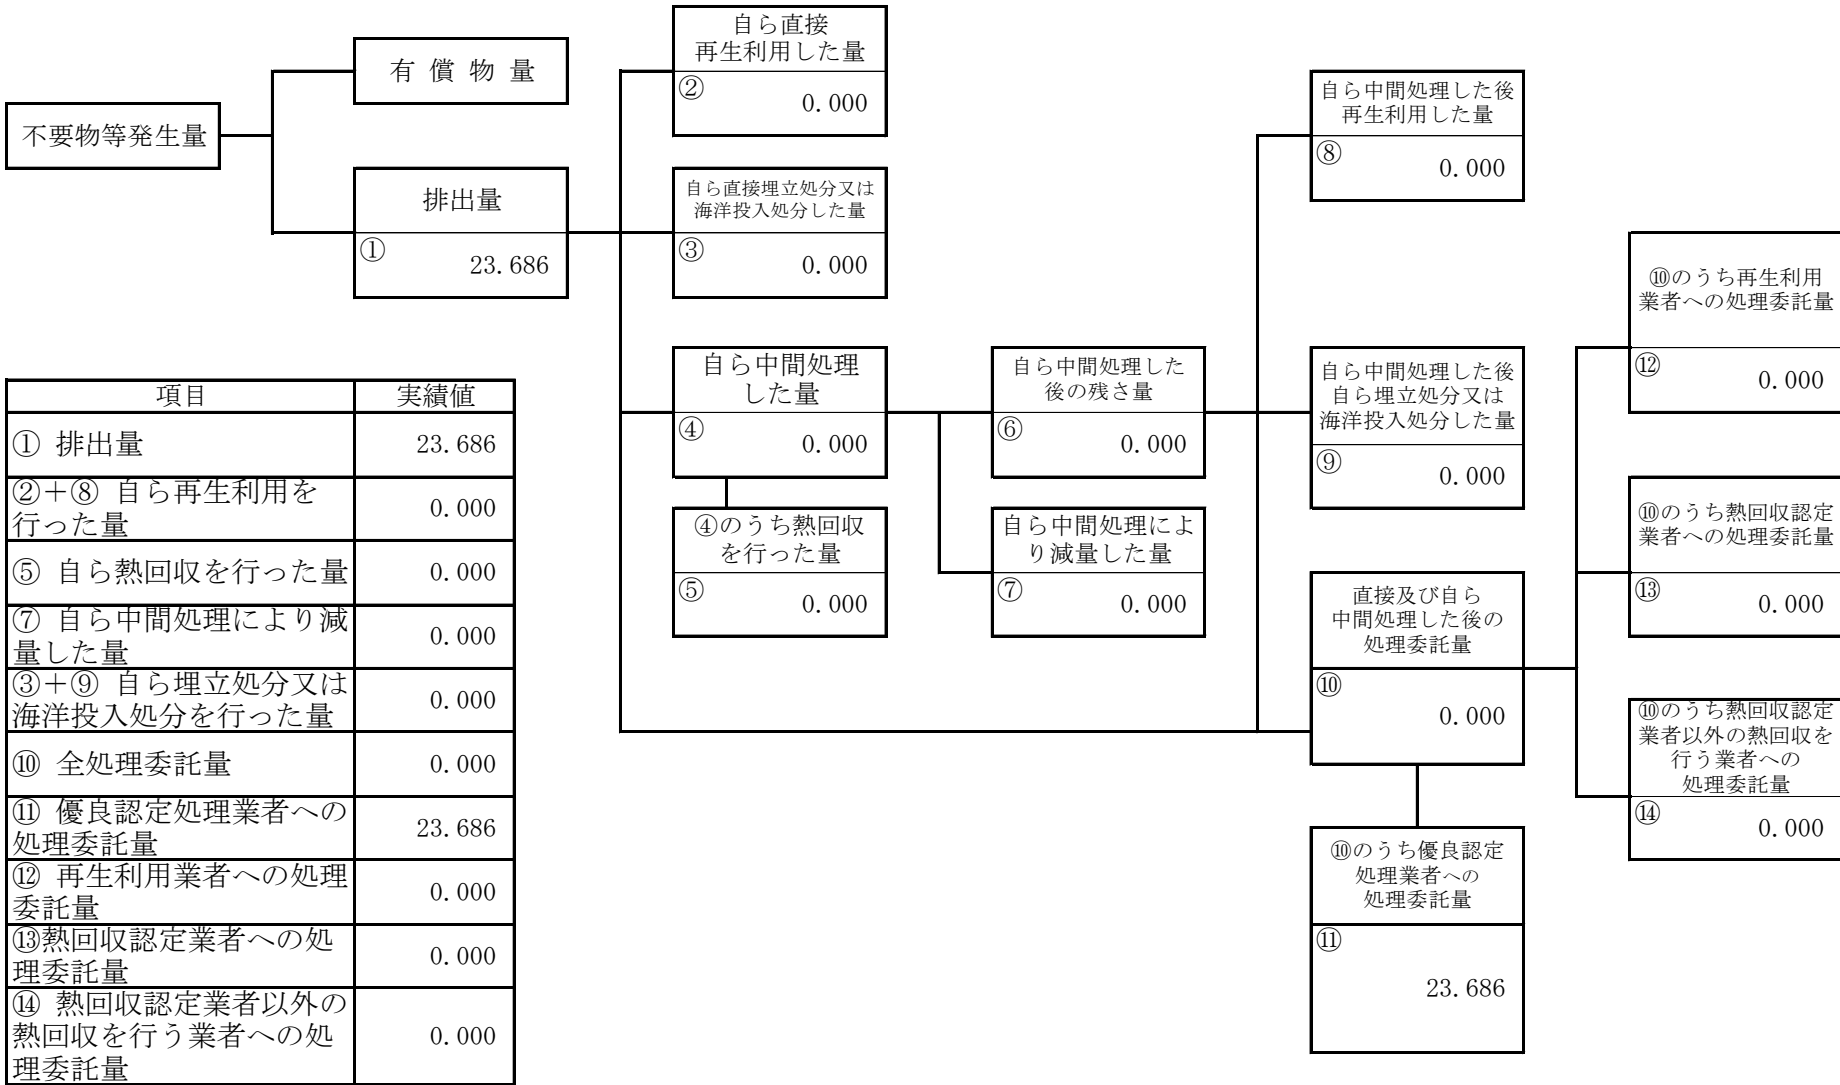 不要物等発生量
有 償 物 量
排出量
①
23.686
自ら直接
再生利用した量
②
0.000
自ら直接埋立処分又は
海洋投入処分した量
③
0.000
自ら中間処理
した量
④
0.000
④のうち熱回収
を行った量
⑤
0.000
自ら中間処理した
後の残さ量
⑥
0.000
自ら中間処理によ
り減量した量
⑦
0.000
自ら中間処理した後
再生利用した量
⑧
0.000
自ら中間処理した後
自ら埋立処分又は
海洋投入処分した量
⑨
0.000
直接及び自ら
中間処理した後の
処理委託量
⑩
0.000
⑩のうち優良認定
処理業者への
処理委託量
⑪
23.686
⑩のうち再生利用
業者への処理委託量
⑫
0.000
⑩のうち熱回収認定
業者への処理委託量
⑬
0.000
⑩のうち熱回収認定
業者以外の熱回収を
行う業者への
処理委託量
⑭
0.000
項目 実績値
① 排出量 23.686
②＋⑧ 自ら再生利用を
行った量 0.000
⑤ 自ら熱回収を行った量 0.000
⑦ 自ら中間処理により減
量した量 0.000
③＋⑨ 自ら埋立処分又は
海洋投入処分を行った量 0.000
⑩ 全処理委託量 0.000
⑪ 優良認定処理業者への
処理委託量 23.686
⑫ 再生利用業者への処理
委託量 0.000
⑬熱回収認定業者への処
理委託量 0.000
⑭ 熱回収認定業者以外の
熱回収を行う業者への処
理委託量 0.000